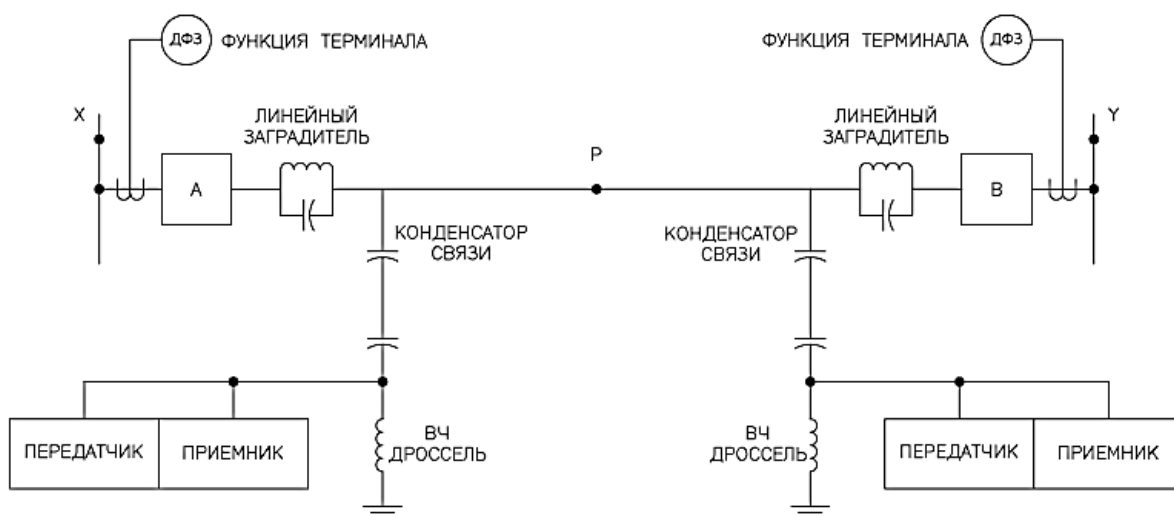 ДФЗ ФУНКЦИЯ ТЕРМИНАЛА
ФУНКЦИЯ ТЕРМИНАЛА ДФЗ
X
ЛИНЕЙНЫЙ
ЗАГРАДИТЕЛЬ
P
ЛИНЕЙНЫЙ
ЗАГРАДИТЕЛЬ
Y
A
B
КОНДЕНСАТОР
СВЯЗИ
КОНДЕНСАТОР
СВЯЗИ
ПЕРЕДАТЧИК
ПРИЕМНИК
ВЧ
ДРОССЕЛЬ
ВЧ
ДРОССЕЛЬ
ПЕРЕДАТЧИК
ПРИЕМНИК